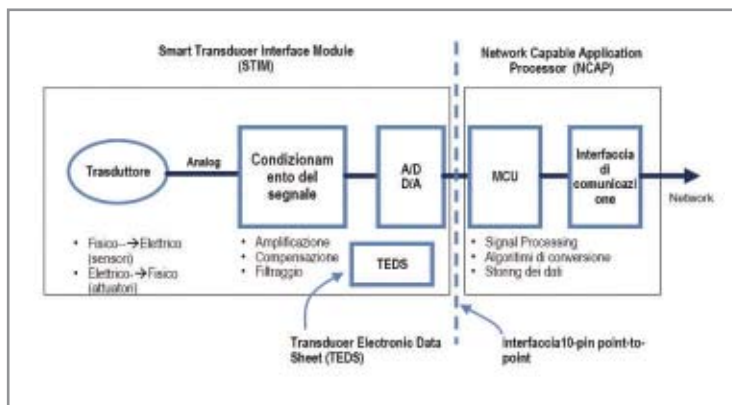 Smart Transducer Interface Module
(STIM)
Network Capable Application
Processor (NCAP)
Trasduttore
Analog
Condizionam
ento del
segnale
A/D
D/A
MCU
Interfaccia
di
comunicazi
one
Network
• Fisico--→Elettrico
(sensori)
• Elettrico-→Fisico
(attuatori)
• Amplificazione
• Compensazione
• Filtraggio
TEDS
• Signal Processing
• Algoritimi di conversione
• Storing dei dati
Transducer Electronic Data
Sheet (TEDS)
Interfaccia10-pin point-to-
point